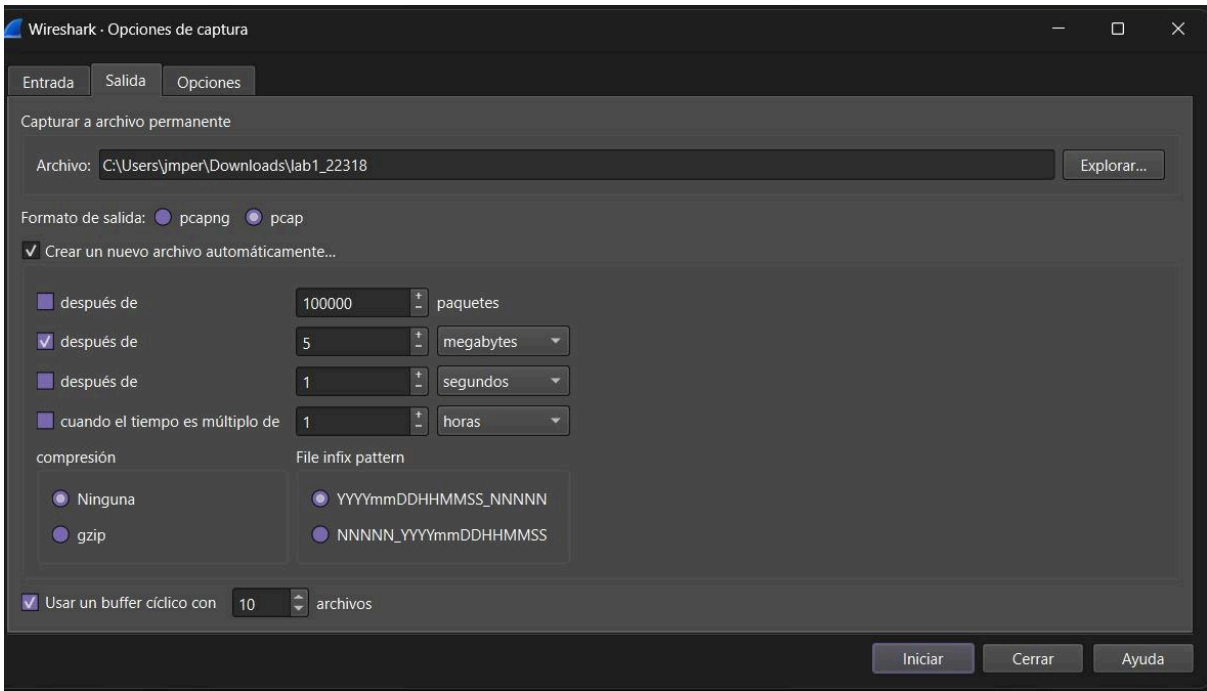 Wireshark · Opciones de captura
Entrada Salida Opciones
Capturar a archivo permanente
Archivo: C:\Users\jmper\Downloads\lab1_22318 Explorar...
Formato de salida: pcapng pcap
Crear un nuevo archivo automáticamente...
después de 100000 paquetes
después de 5 megabytes
después de 1 segundos
cuando el tiempo es múltiplo de 1 horas
compresión File infix pattern
Ninguna YYYYmmDDHHMMSS_NNNNN
gzip NNNNN_YYYYmmDDHHMMSS
Usar un buffer cíclico con 10 archivos
Iniciar Cerrar Ayuda